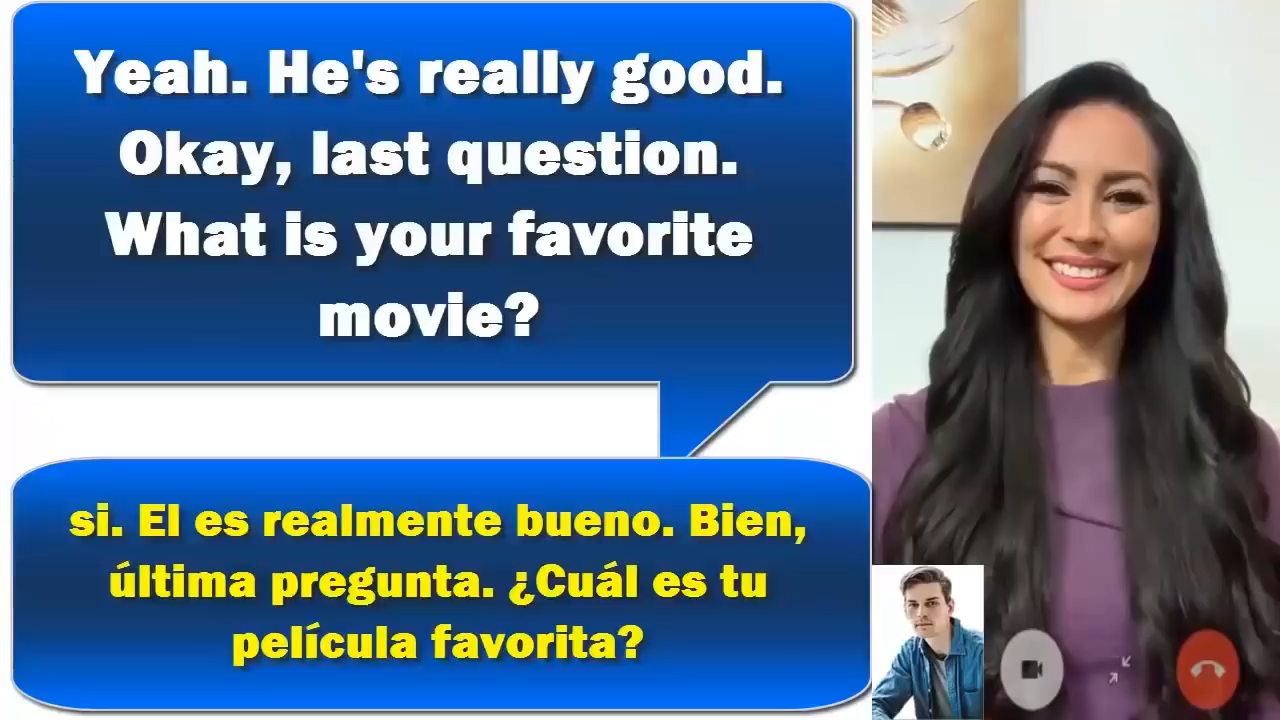 Yeah. He's really good.
Okay, last question.
What is your favorite
movie?
si. El es realmente bueno. Bien,
última pregunta. ¿Cuál es tu
película favorita?